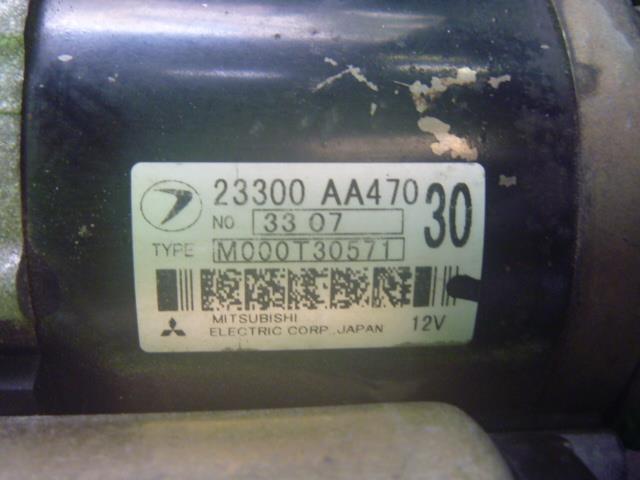 23300 AA470
30
NO 33 07
TYPE M000T30571
MITSUBISHI
ELECTRIC CORP., JAPAN 12V